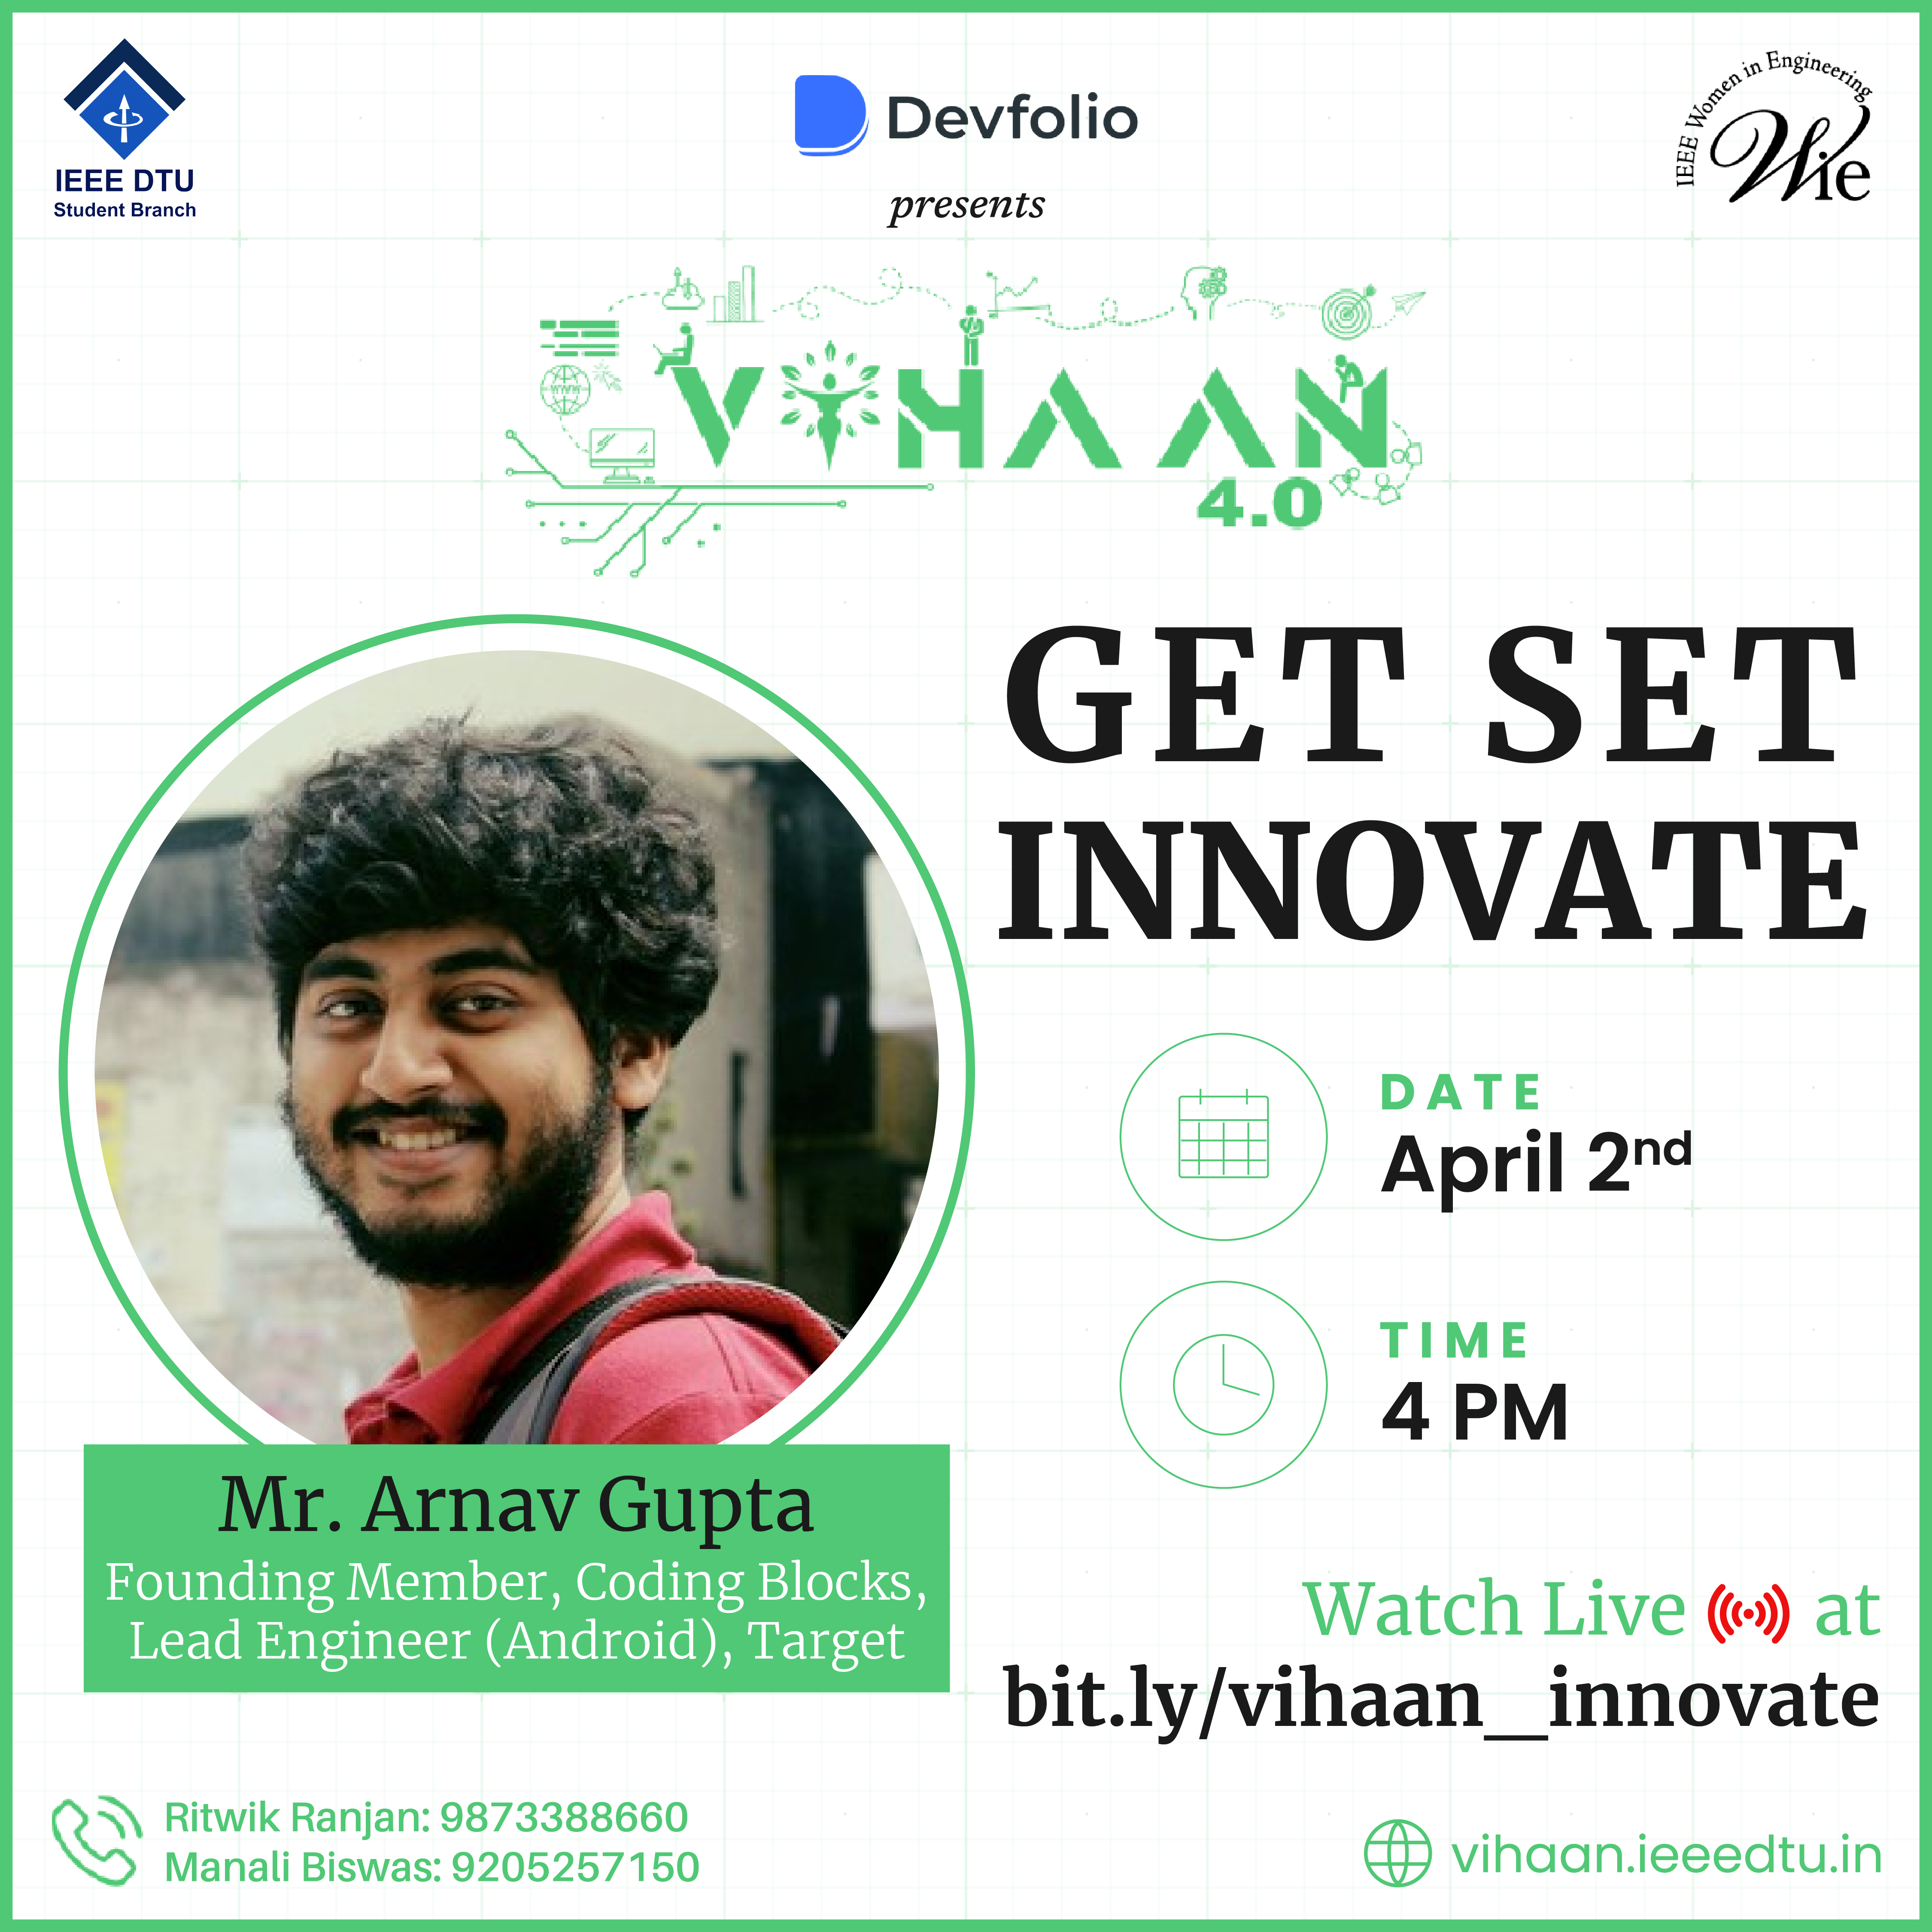 IEEE DTU
Student Branch
Devfolio
presents
IEEE Women in Engineering
Wie
WWW
VIHAAN
4.0
GET SET
INNOVATE
DATE
April 2nd
TIME
4 PM
Mr. Arnav Gupta
Founding Member, Coding Blocks,
Lead Engineer (Android), Target
Watch Live at
bit.ly/vihaan_innovate
Ritwik Ranjan: 9873388660
Manali Biswas: 9205257150
vihaan.ieeedtu.in